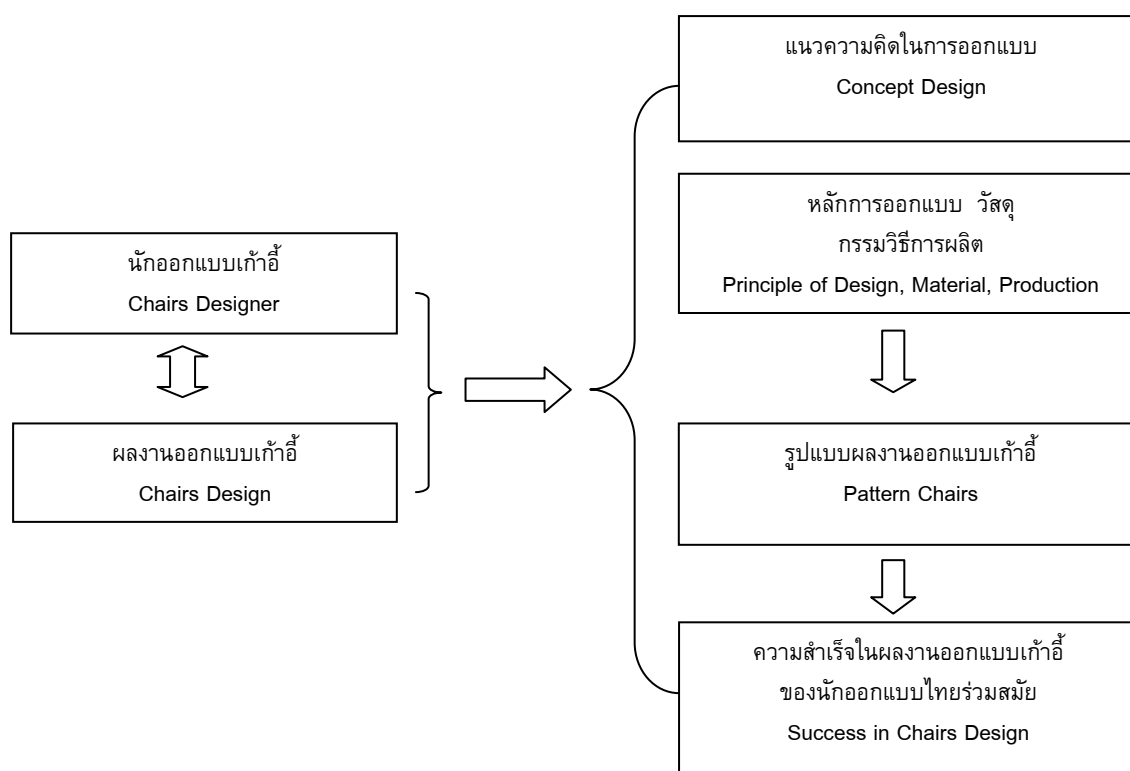 นักออกแบบเก้าอี้
Chairs Designer
ผลงานออกแบบเก้าอี้
Chairs Design
แนวความคิดในการออกแบบ
Concept Design
หลักการออกแบบ วัสดุ
กรรมวิธีการผลิต
Principle of Design, Material, Production
รูปแบบผลงานออกแบบเก้าอี้
Pattern Chairs
ความสำเร็จในผลงานออกแบบเก้าอี้
ของนักออกแบบไทยร่วมสมัย
Success in Chairs Design